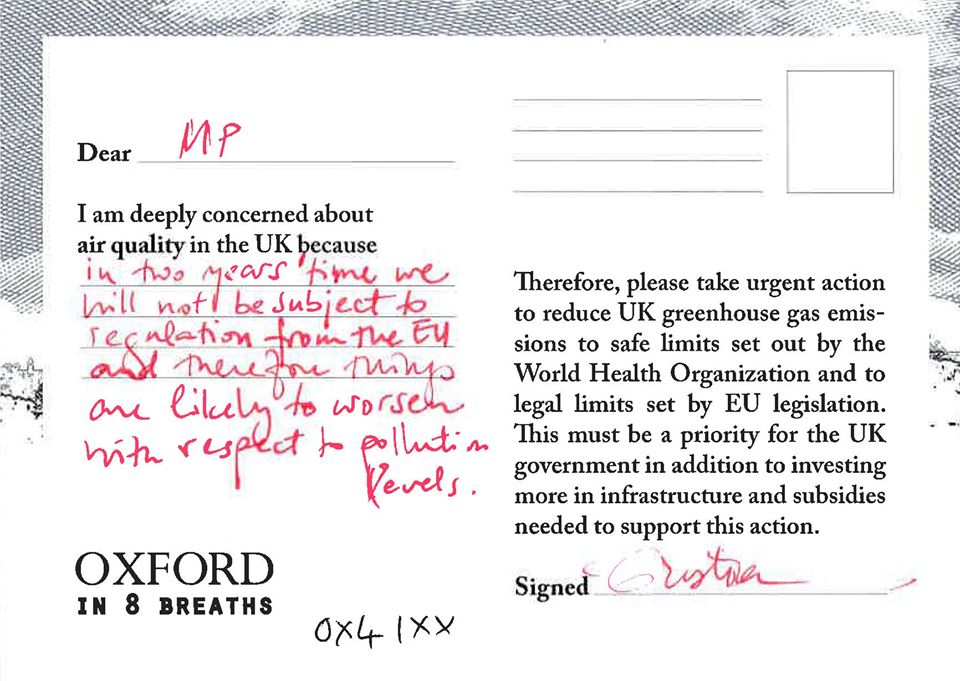 Dear MP
I am deeply concerned about
air quality in the UK because
in two years time we
will not be subject to
regulation from the EU
and therefore things
are likely to worsen
with respect to pollution
levels.
OXFORD
IN 8 BREATHS
OX4 1XX
Therefore, please take urgent action
to reduce UK greenhouse gas emis-
sions to safe limits set out by the
World Health Organization and to
legal limits set by EU legislation.
This must be a priority for the UK
government in addition to investing
more in infrastructure and subsidies
needed to support this action.
Signed